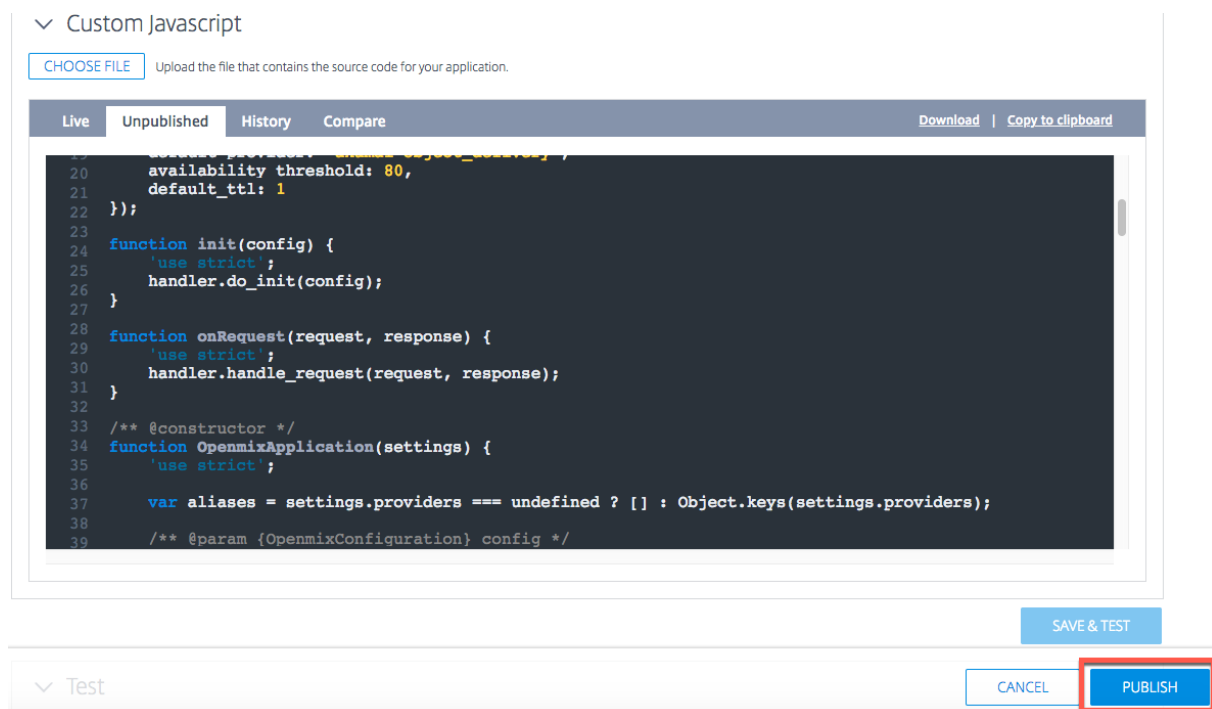 Custom Javascript
CHOOSE FILE Upload the file that contains the source code for your application.
Live Unpublished History Compare Download | Copy to clipboard
19
20 availability threshold: 80,
21 default_ttl: 1
22 });
23
24 function init(config) {
25 'use strict';
26 handler.do_init(config);
27 }
28 function onRequest(request, response) {
29 'use strict';
30 handler.handle_request(request, response);
31 }
32
33 /** @constructor */
34 function OpenmixApplication(settings) {
35 'use strict';
36
37 var aliases = settings.providers === undefined ? [] : Object.keys(settings.providers);
38
39 /** @param {OpenmixConfiguration} config */
SAVE & TEST
Test CANCEL PUBLISH